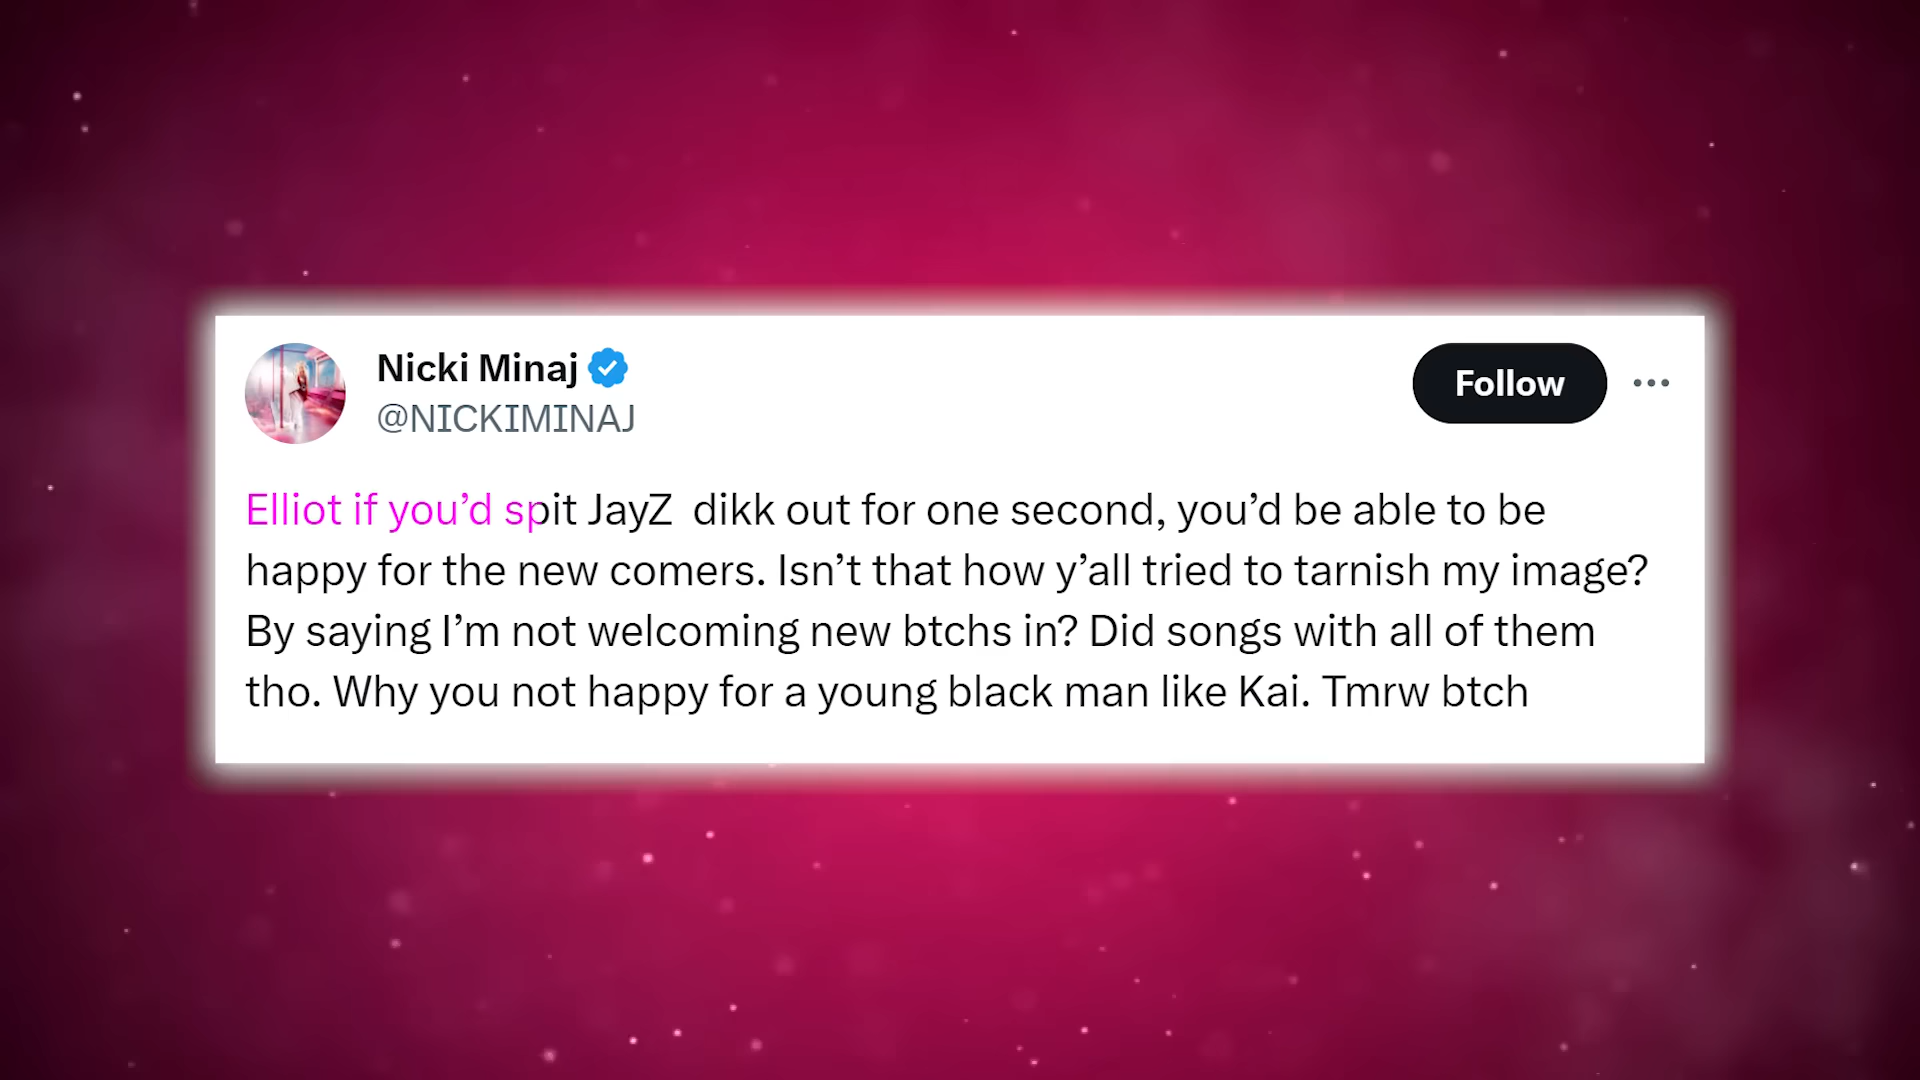 Nicki Minaj
@NICKIMINAJ
Follow
Elliot if you’d spit JayZ  dikk out for one second, you’d be able to be
happy for the new comers. Isn’t that how y’all tried to tarnish my image?
By saying I’m not welcoming new btchs in? Did songs with all of them
tho. Why you not happy for a young black man like Kai. Tmrw btch